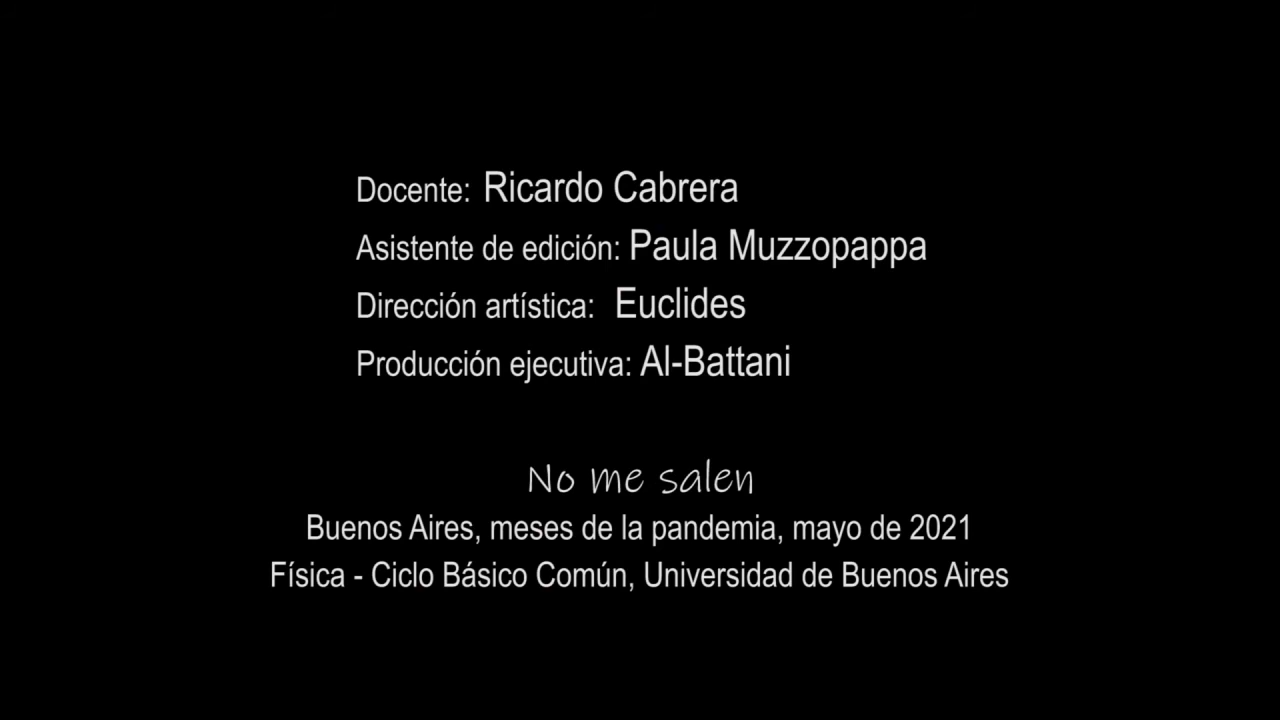 Docente: Ricardo Cabrera
Asistente de edición: Paula Muzzopappa
Dirección artística: Euclides
Producción ejecutiva: Al-Battani
No me salen
Buenos Aires, meses de la pandemia, mayo de 2021
Física - Ciclo Básico Común, Universidad de Buenos Aires